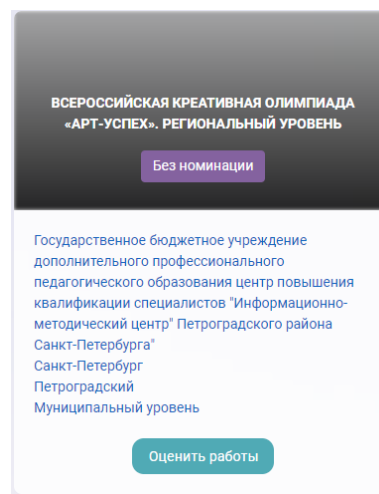 ВСЕРОССИЙСКАЯ КРЕАТИВНАЯ ОЛИМПИАДА
«АРТ-УСПЕХ». РЕГИОНАЛЬНЫЙ УРОВЕНЬ
Без номинации
Государственное бюджетное учреждение
дополнительного профессионального
педагогического образования центр повышения
квалификации специалистов "Информационно-
методический центр" Петроградского района
Санкт-Петербурга"
Санкт-Петербург
Петроградский
Муниципальный уровень
Оценить работы